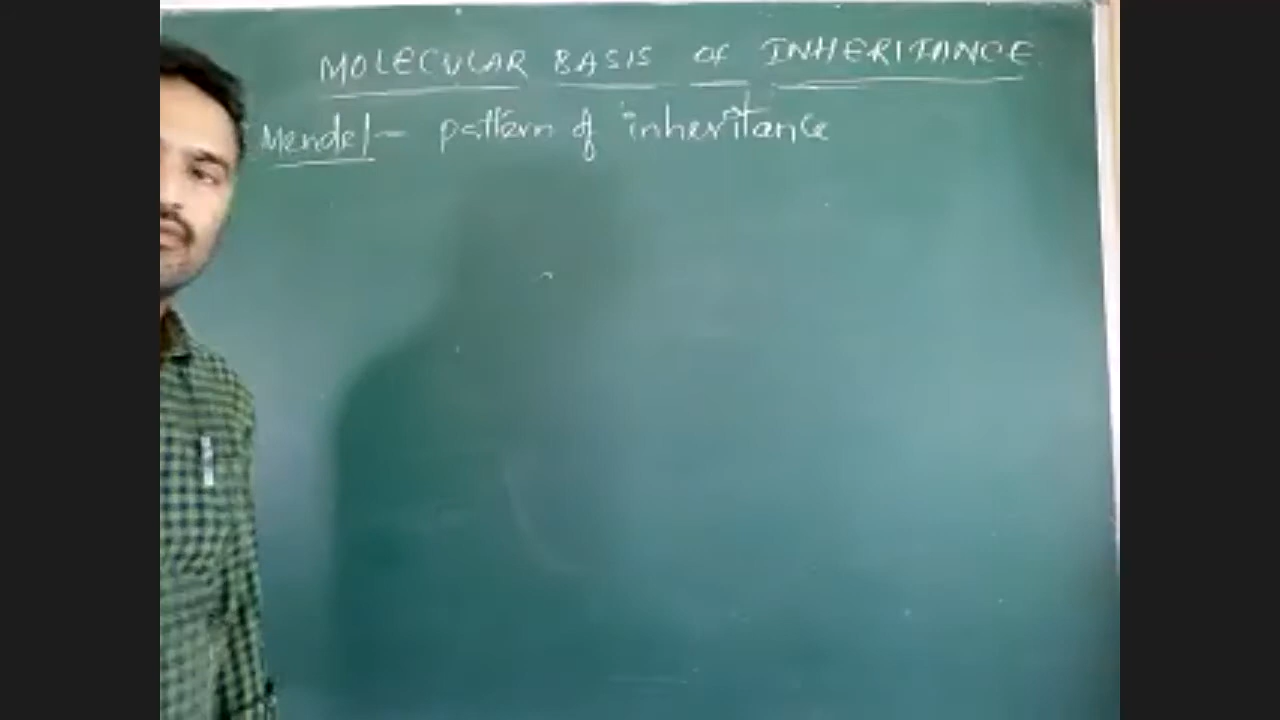 MOLECULAR BASIS OF INHERITANCE
Mendel - pattern of inheritance